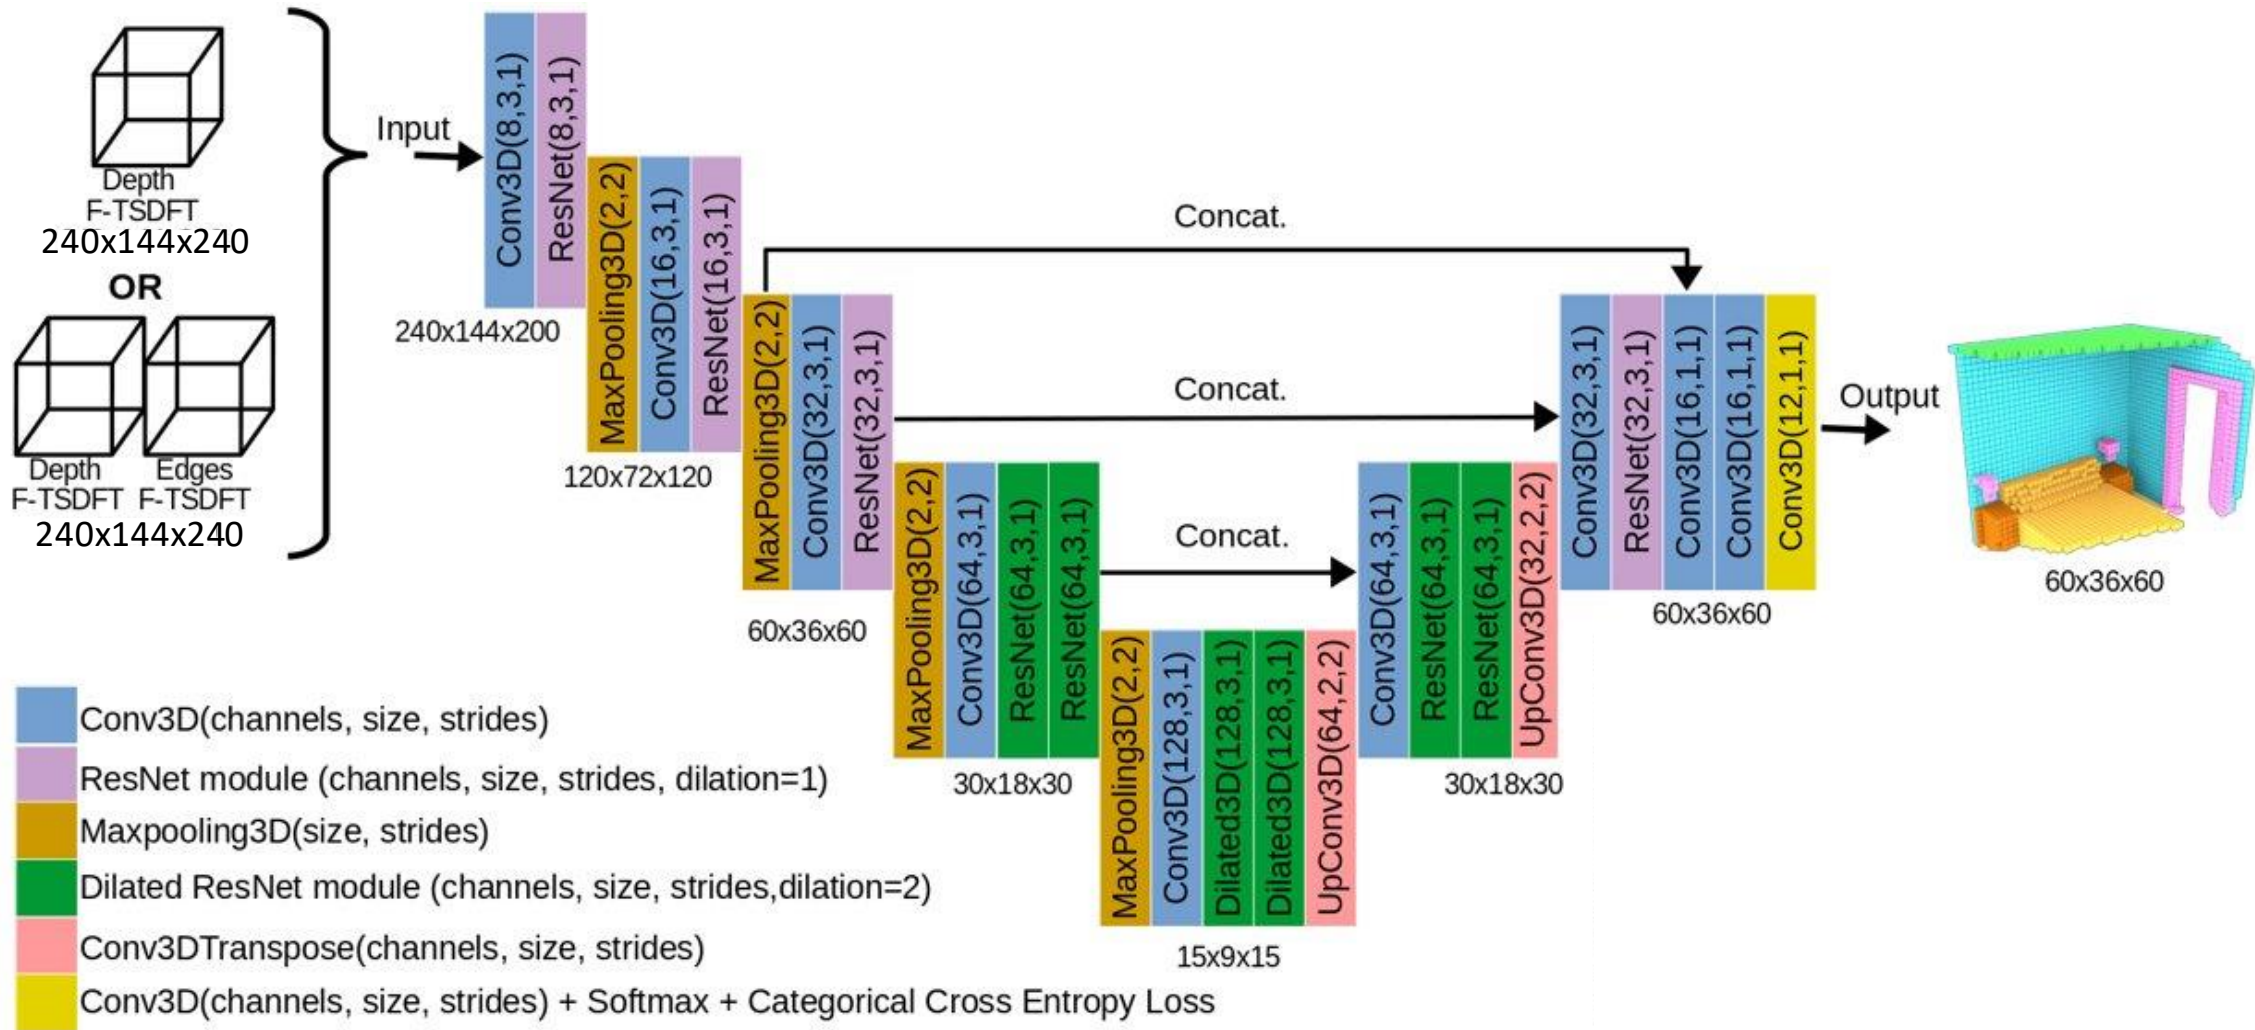 Depth
F-TSDFT
240x144x240
OR
Depth
F-TSDFT
Edges
F-TSDFT
240x144x240
Input
Conv3D(8,3,1)
ResNet(8,3,1)
240x144x200
MaxPooling3D(2,2)
Conv3D(16,3,1)
ResNet(16,3,1)
120x72x120
MaxPooling3D(2,2)
Conv3D(32,3,1)
ResNet(32,3,1)
60x36x60
MaxPooling3D(2,2)
Conv3D(64,3,1)
ResNet(64,3,1)
ResNet(64,3,1)
30x18x30
MaxPooling3D(2,2)
Conv3D(128,3,1)
Dilated3D(128,3,1)
Dilated3D(128,3,1)
UpConv3D(64,2,2)
15x9x15
Concat.
Concat.
Concat.
Conv3D(64,3,1)
ResNet(64,3,1)
ResNet(64,3,1)
UpConv3D(32,2,2)
30x18x30
Conv3D(32,3,1)
ResNet(32,3,1)
Conv3D(16,1,1)
Conv3D(16,1,1)
Conv3D(12,1,1)
60x36x60
Output
60x36x60
Conv3D(channels, size, strides)
ResNet module (channels, size, strides, dilation=1)
Maxpooling3D(size, strides)
Dilated ResNet module (channels, size, strides,dilation=2)
Conv3DTranspose(channels, size, strides)
Conv3D(channels, size, strides) + Softmax + Categorical Cross Entropy Loss